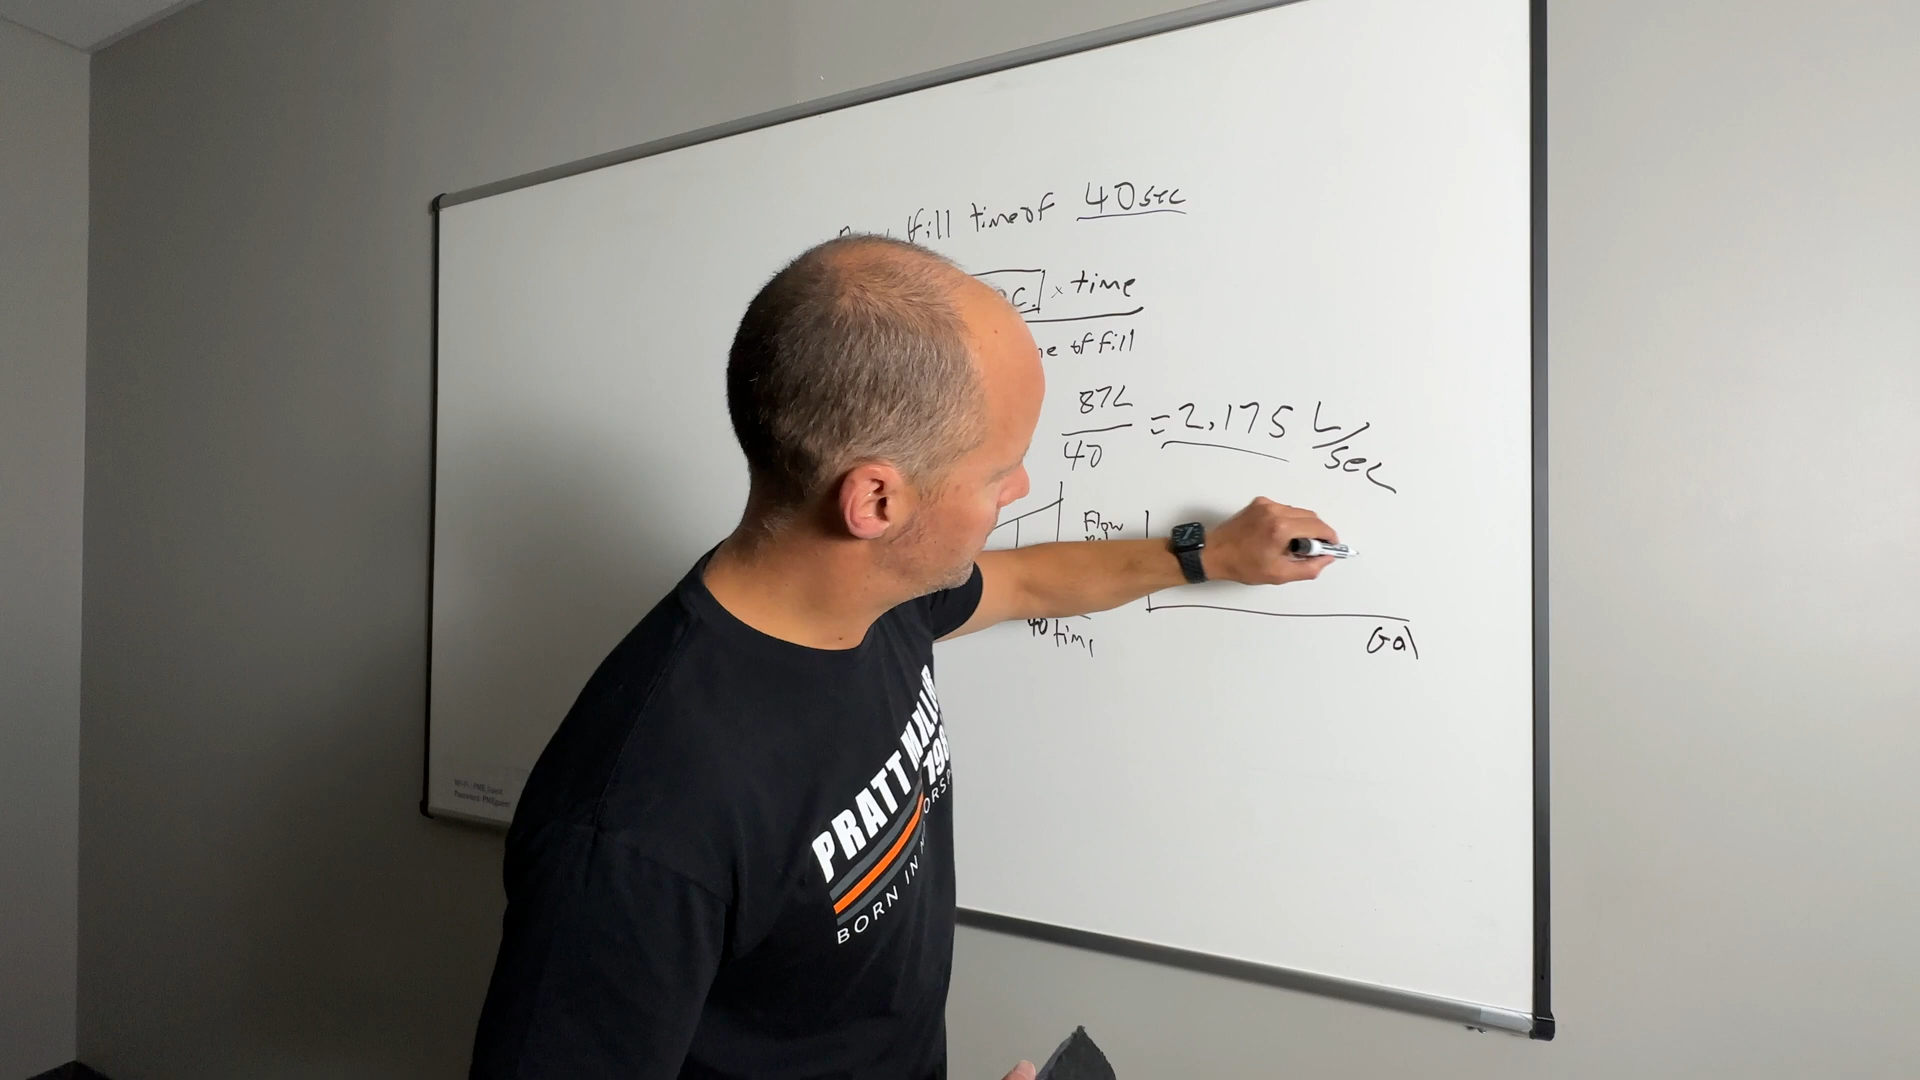 fill time of 40sec
x time
of fill
87L
40
= 2.175 L/sec
Flow
40 time
Gal
PRATT MILLER
BORN IN